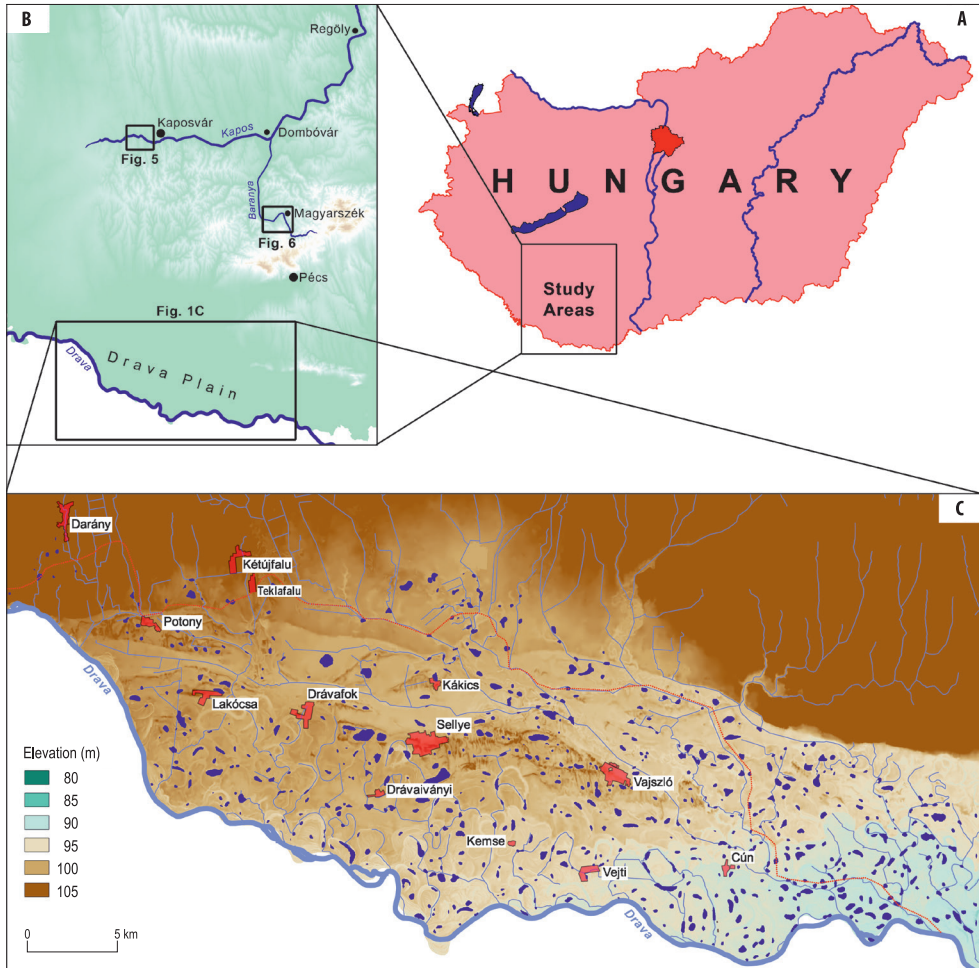 B
Regöly
Kaposvár
Kapos
Dombóvár
Fig. 5
Baranya
Magyarszék
Fig. 6
Pécs
Fig. 1C
Drava
Drava Plain
A
HUNGARY
Study
Areas
C
Darány
Kétújfalu
Teklafalu
Potony
Drava
Lakócsa
Drávafok
Kákics
Sellye
Vajszló
Drávaiványi
Kemse
Vejti
Cún
Drava
Elevation (m)
80
85
90
95
100
105
0 5 km